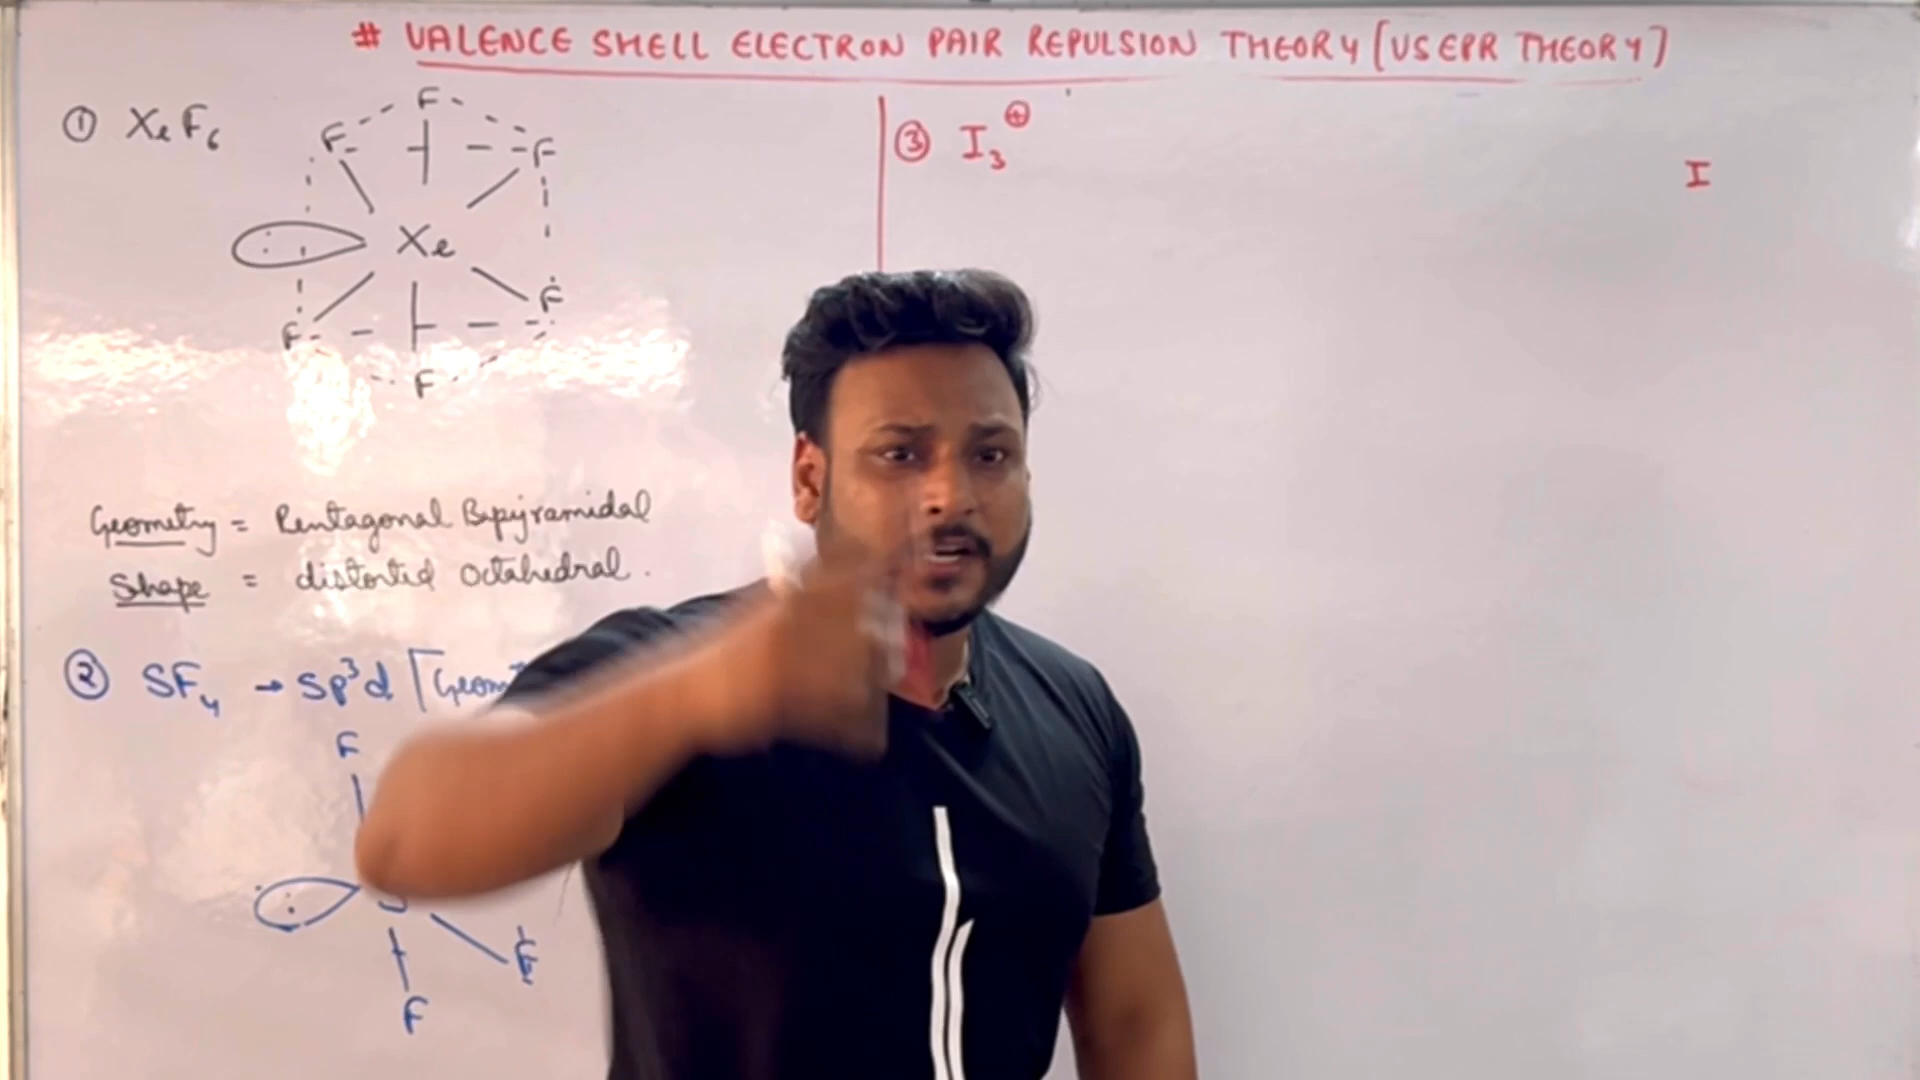 # VALENCE SHELL ELECTRON PAIR REPULSION THEORY [VSEPR THEORY]
① XeF₆
F
F
F
Xe
F
F
F
Geometry = Pentagonal Bipyramidal
Shape = distorted Octahedral.
② SF₄ → sp³d [Geom
F
F
F
③ I₃⊕
I